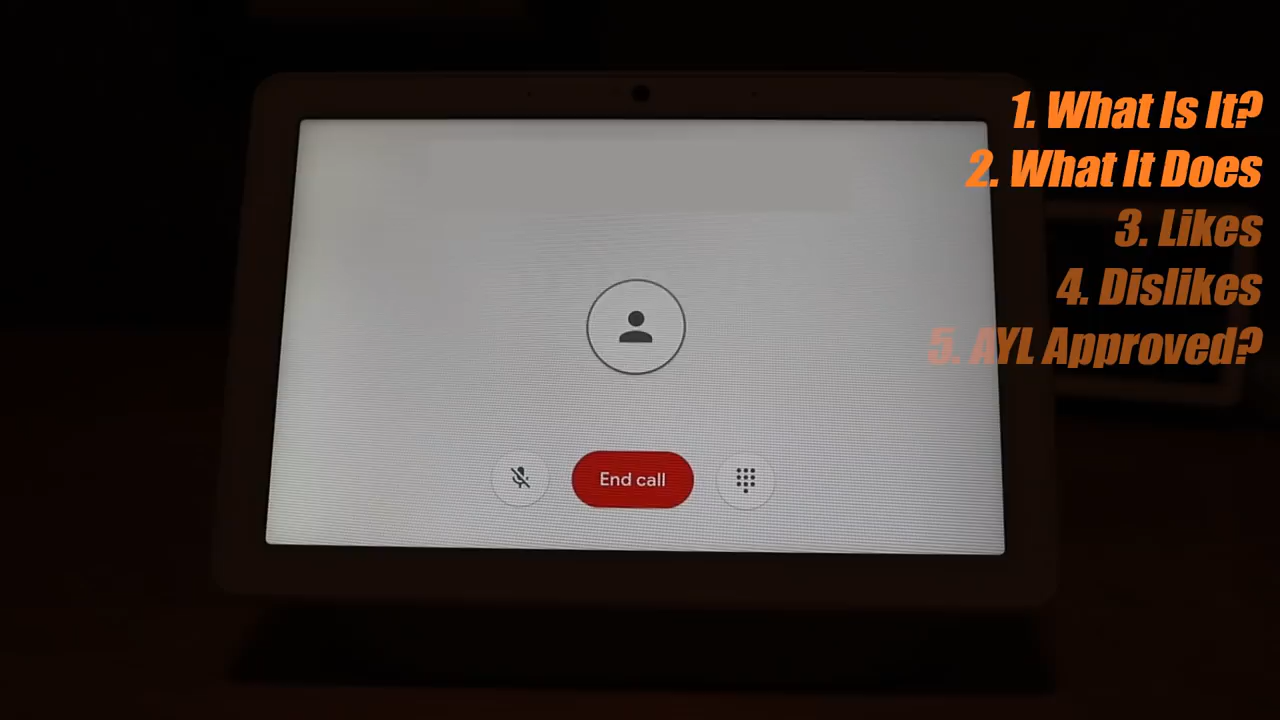 1. What Is It?
2. What It Does
3. Likes
4. Dislikes
5. AYL Approved?
End call